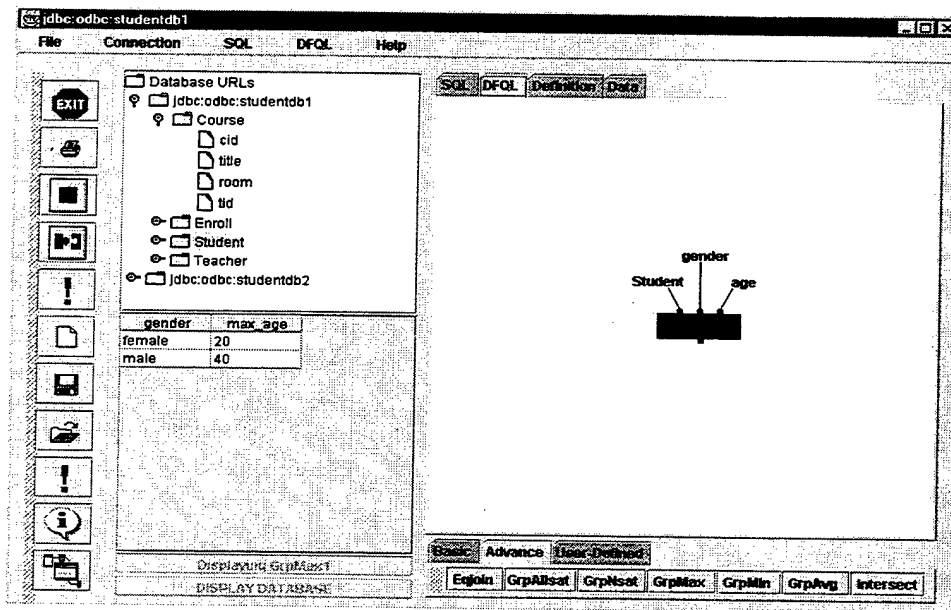 jdbc:odbc:studentdb1
File Connection SQL DFQL Help
EXIT
Database URLs
jdbc:odbc:studentdb1
Course
cid
title
room
tid
Enroll
Student
Teacher
jdbc:odbc:studentdb2
gender max_age
female 20
male 40
Displaying GrpMax1
DISPLAY DATABASE
SQL DFQL Definition Data
gender
Student age
Basic Advance User-Defined
Eqjoin GrpAllsat GrpNsat GrpMax GrpMin GrpAvg Intersect